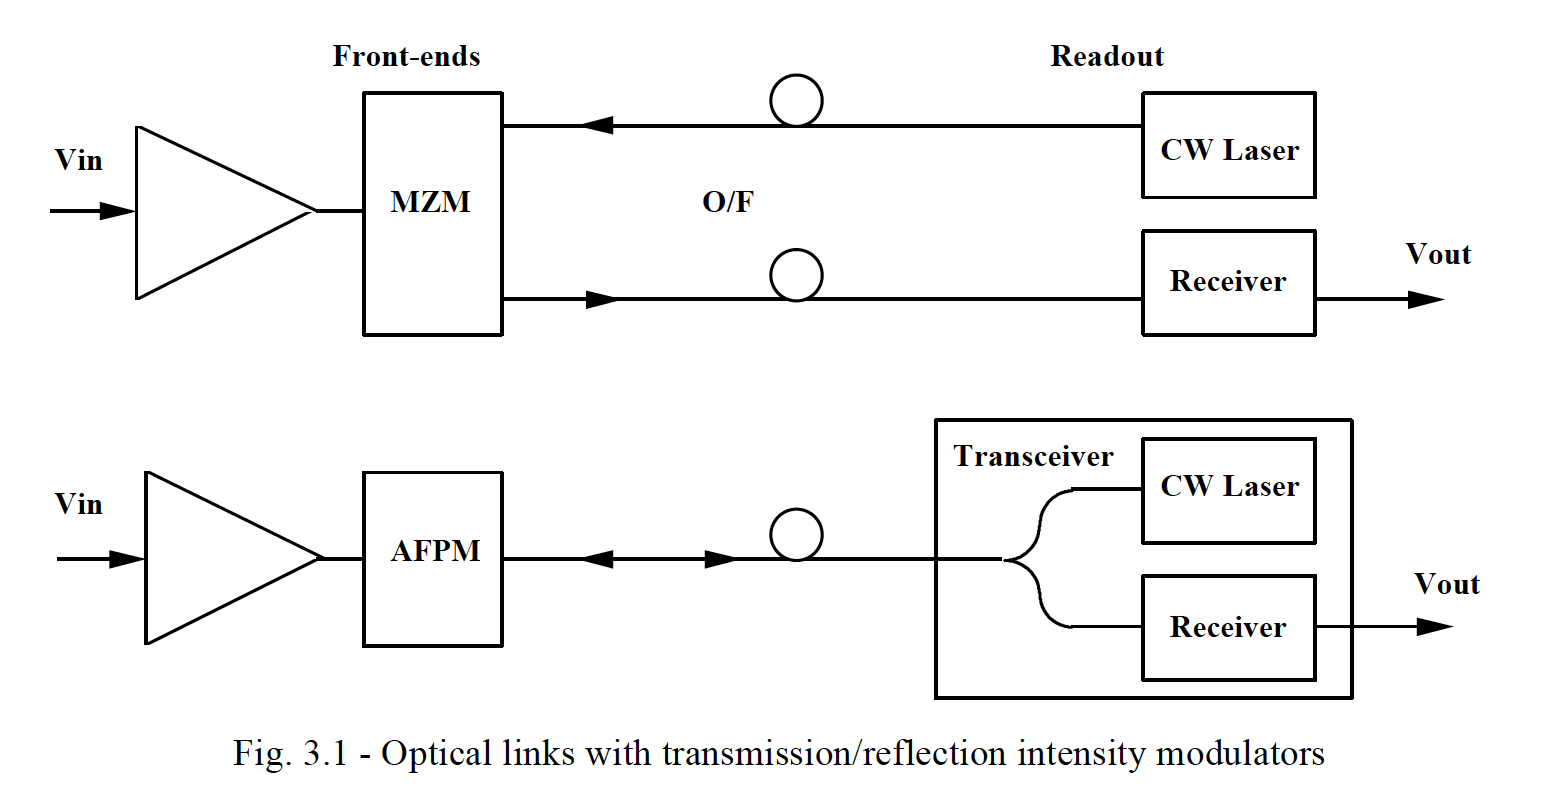 Front-ends
Readout
Vin
MZM
O/F
CW Laser
Receiver
Vout
Vin
AFPM
Transceiver
CW Laser
Receiver
Vout
Fig. 3.1 - Optical links with transmission/reflection intensity modulators